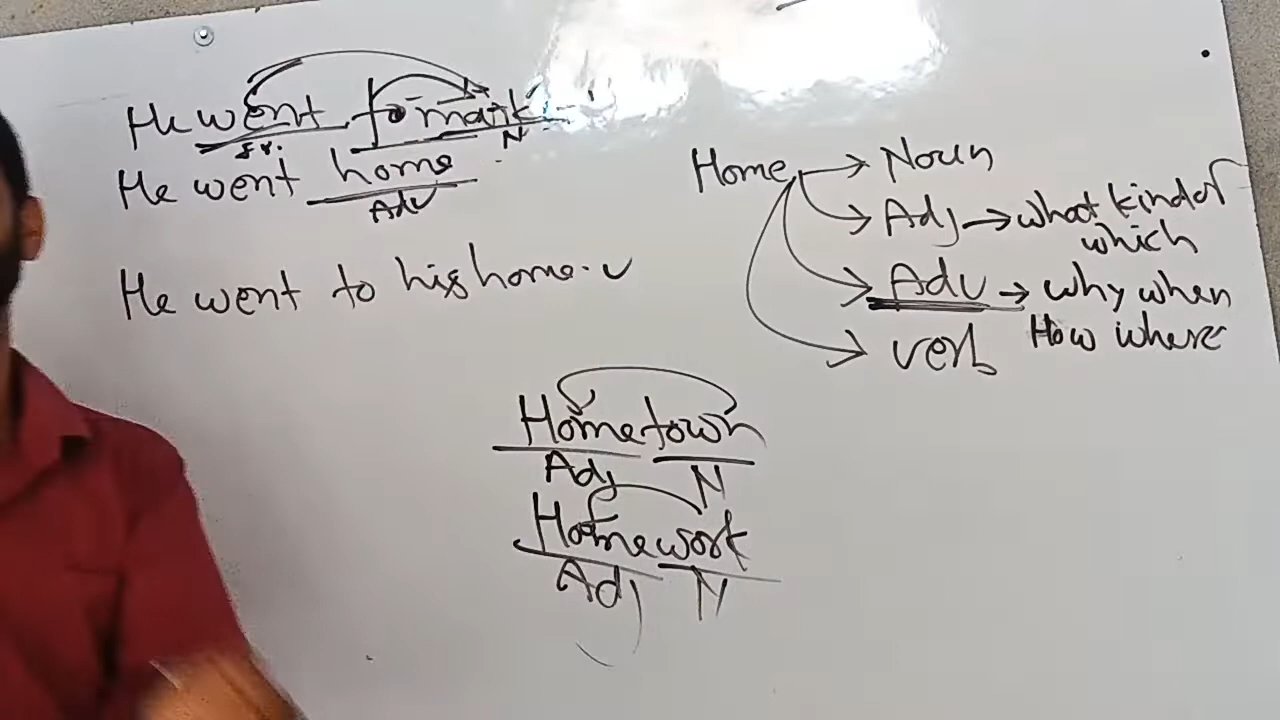 He went to mark
F.V. N
He went home
Adv
He went to his home.
Home → Noun
Adj → what kind of
which
Adv → why when
How where
verb
Hometown
Adj N
Homework
Adj N